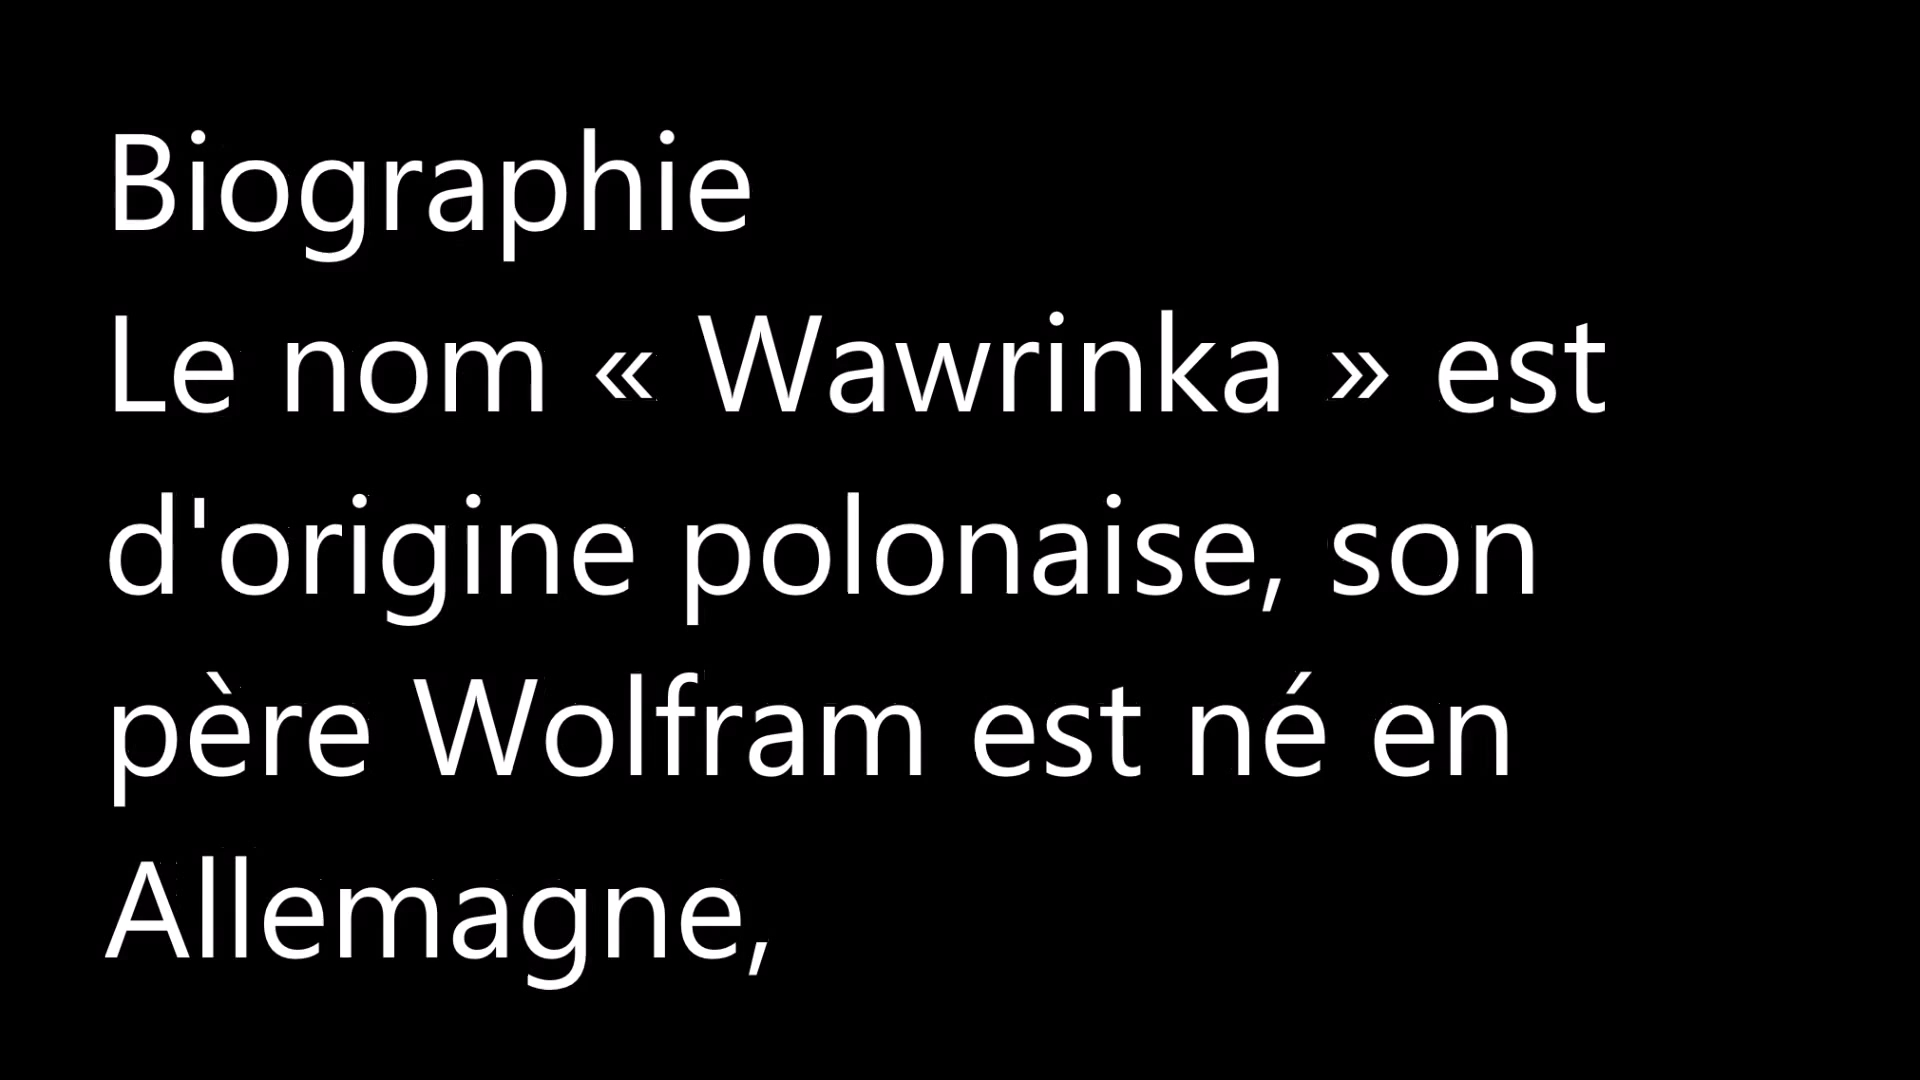 Biographie
Le nom « Wawrinka » est
d'origine polonaise, son
père Wolfram est né en
Allemagne,